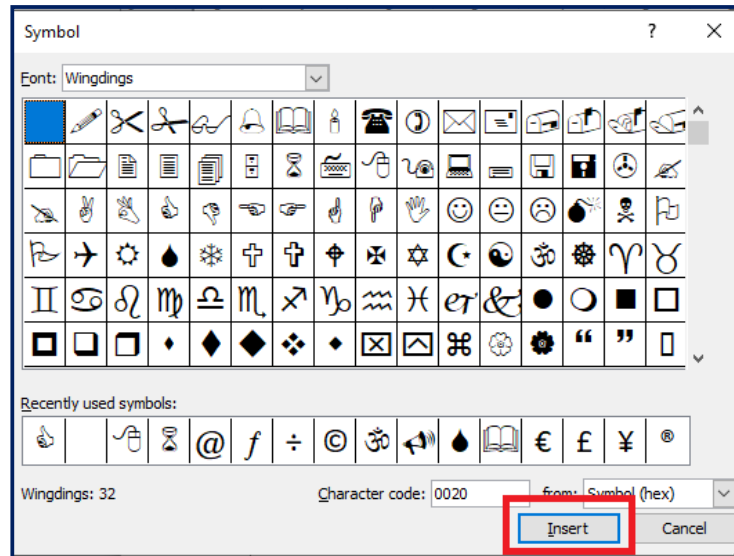 Symbol ? ×
Font: Wingdings
Recently used symbols:
@ ƒ ÷ © ॐ € £ ¥ ®
Wingdings: 32 Character code: 0020 from: Symbol (hex)
Insert Cancel